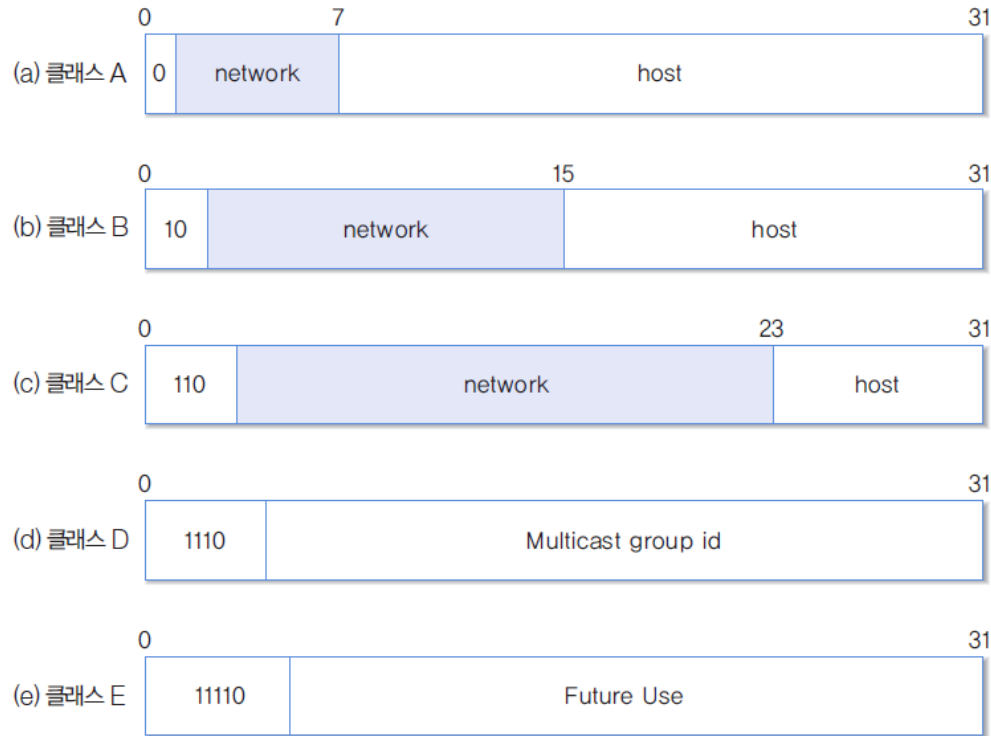 0 7 31
(a) 클래스 A 0 network host
0 15 31
(b) 클래스 B 10 network host
0 23 31
(c) 클래스 C 110 network host
0 31
(d) 클래스 D 1110 Multicast group id
0 31
(e) 클래스 E 11110 Future Use